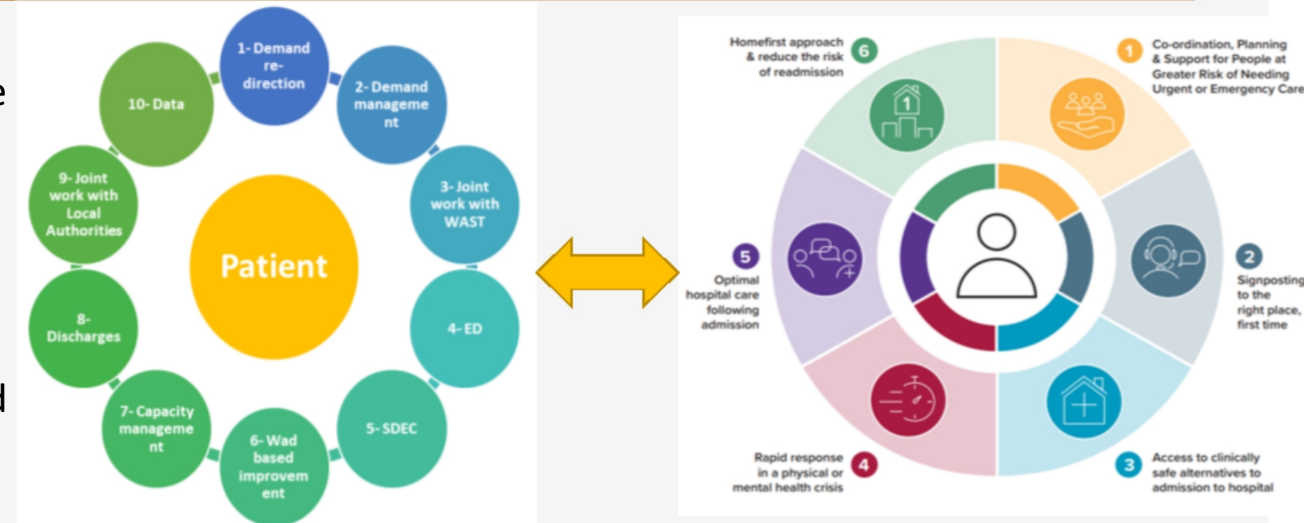 1- Demand
re-
direction
2- Demand
manageme
nt
3- Joint
work with
WAST
4- ED
5- SDEC
6- Wad
based
improvem
ent
7- Capacity
manageme
nt
8-
Discharges
9- Joint
work with
Local
Authorities
10- Data
Patient
1
Co-ordination, Planning
& Support for People at
Greater Risk of Needing
Urgent or Emergency Care
2
Signposting
to the
right place,
first time
3
Access to clinically
safe alternatives to
admission to hospital
4
Rapid response
in a physical or
mental health crisis
5
Optimal
hospital care
following
admission
6
Homefirst approach
& reduce the risk
of readmission
1